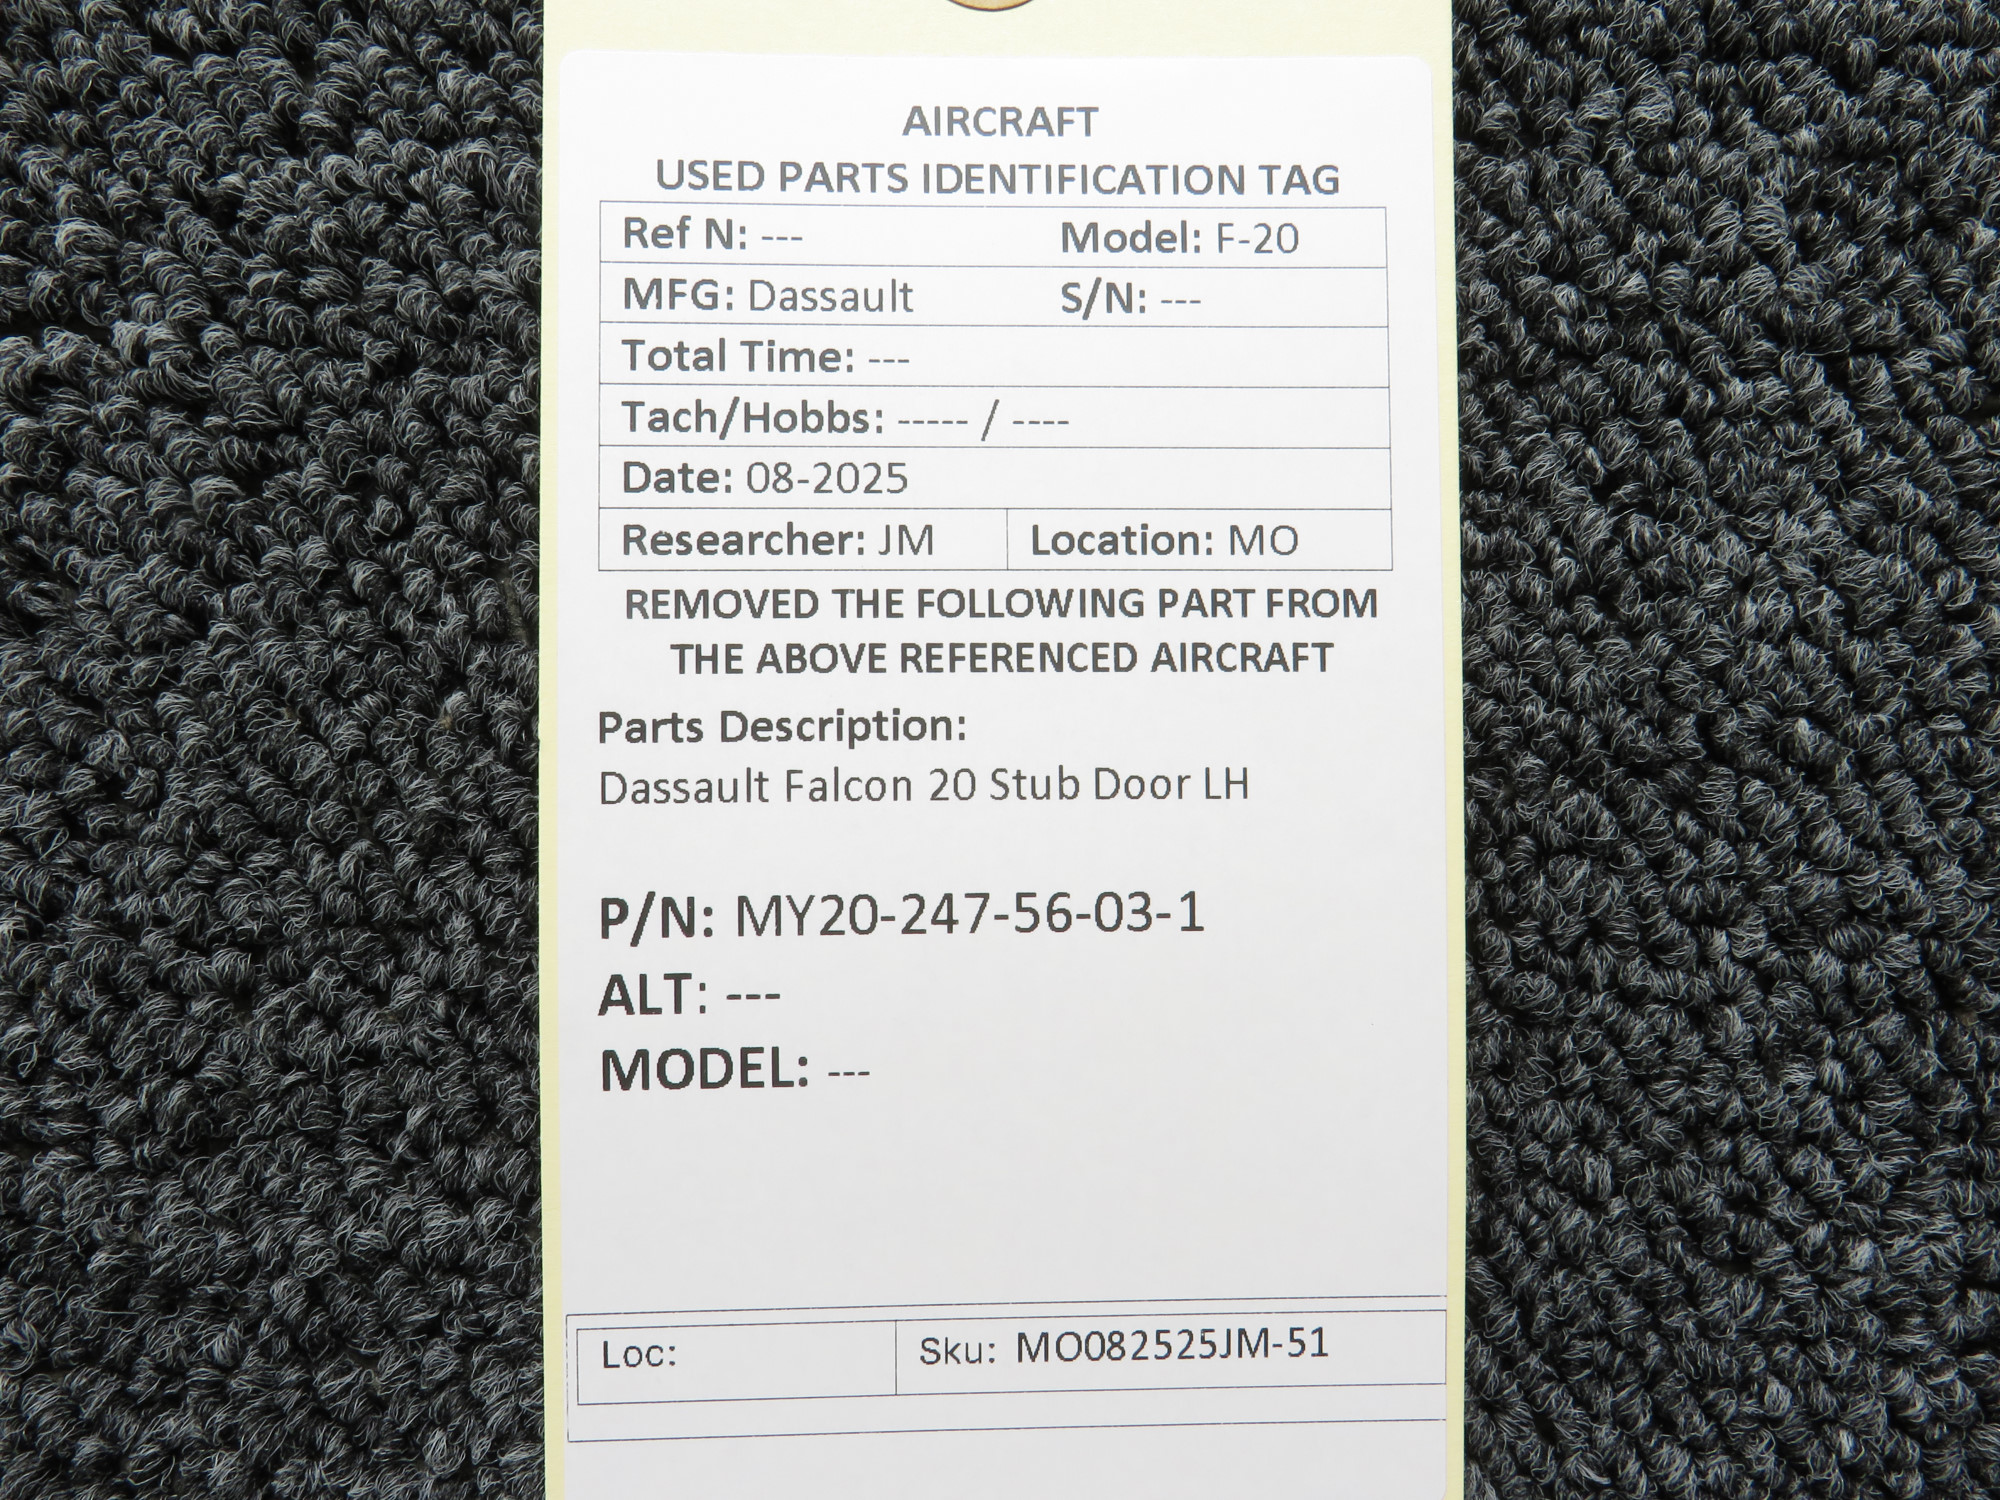 AIRCRAFT
USED PARTS IDENTIFICATION TAG
Ref N: --- Model: F-20
MFG: Dassault S/N: ---
Total Time: ---
Tach/Hobbs: ----- / ----
Date: 08-2025
Researcher: JM Location: MO
REMOVED THE FOLLOWING PART FROM
THE ABOVE REFERENCED AIRCRAFT
Parts Description:
Dassault Falcon 20 Stub Door LH
P/N: MY20-247-56-03-1
ALT: ---
MODEL: ---
Loc: Sku: MO082525JM-51